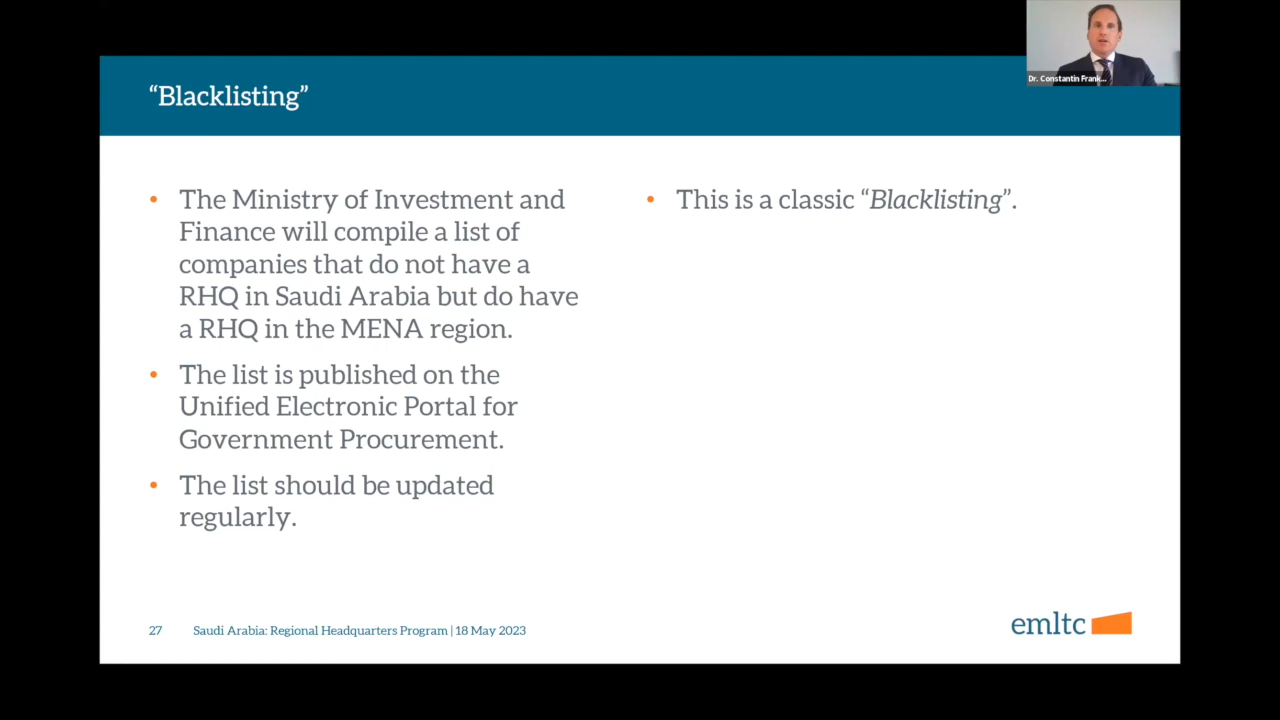 Dr. Constantin Frank...
“Blacklisting”
• The Ministry of Investment and
Finance will compile a list of
companies that do not have a
RHQ in Saudi Arabia but do have
a RHQ in the MENA region.
• The list is published on the
Unified Electronic Portal for
Government Procurement.
• The list should be updated
regularly.
• This is a classic “Blacklisting”.
27 Saudi Arabia: Regional Headquarters Program | 18 May 2023
emltc